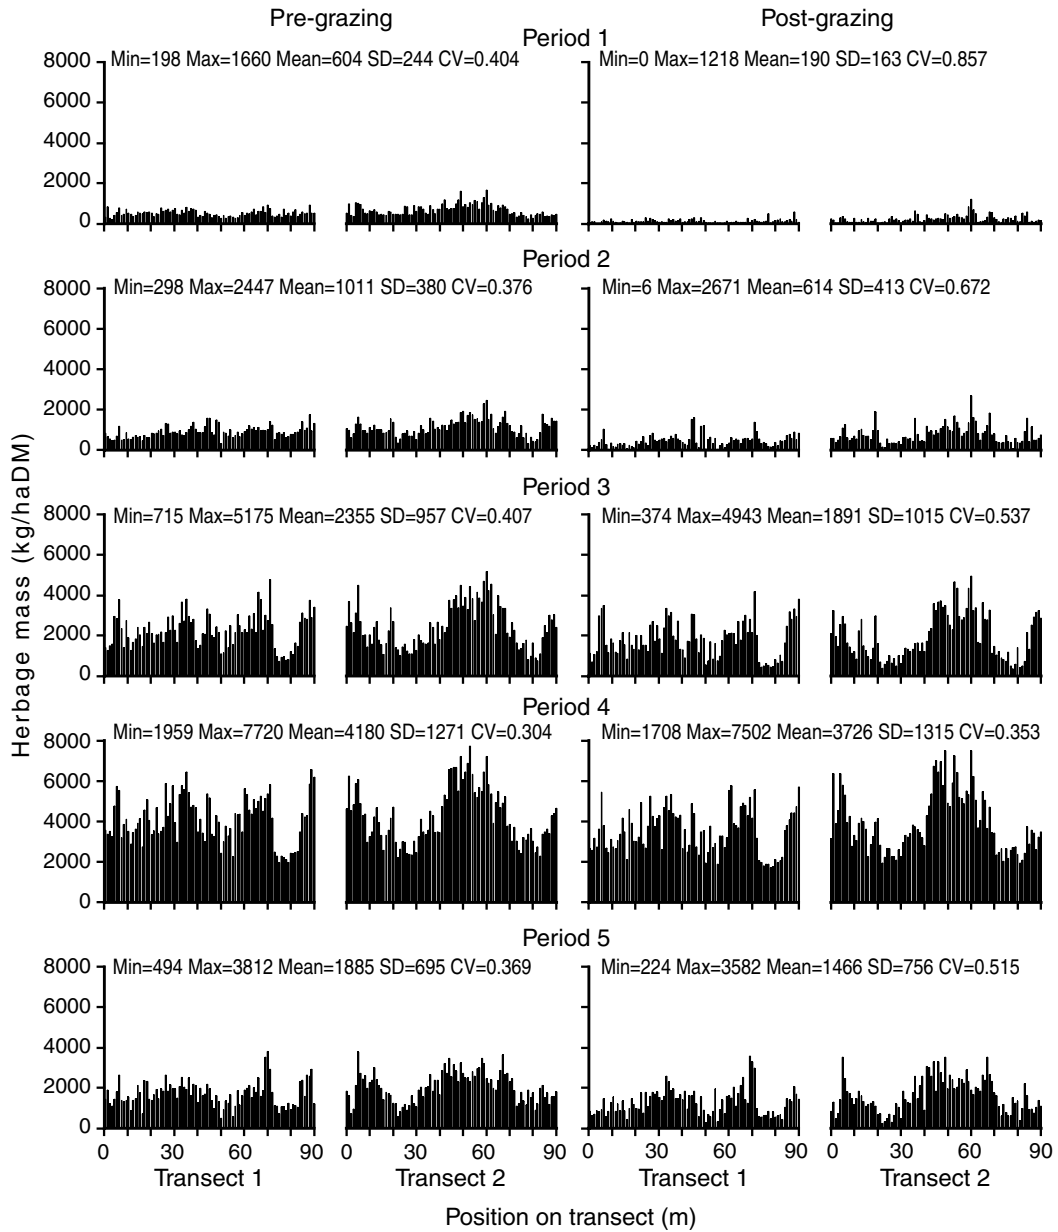 Pre-grazing Post-grazing
Period 1
Min=198 Max=1660 Mean=604 SD=244 CV=0.404 Min=0 Max=1218 Mean=190 SD=163 CV=0.857
8000
6000
4000
2000
0
Period 2
Min=298 Max=2447 Mean=1011 SD=380 CV=0.376 Min=6 Max=2671 Mean=614 SD=413 CV=0.672
8000
6000
4000
2000
0
Herbage mass (kg/haDM)
Period 3
Min=715 Max=5175 Mean=2355 SD=957 CV=0.407 Min=374 Max=4943 Mean=1891 SD=1015 CV=0.537
8000
6000
4000
2000
0
Period 4
Min=1959 Max=7720 Mean=4180 SD=1271 CV=0.304 Min=1708 Max=7502 Mean=3726 SD=1315 CV=0.353
8000
6000
4000
2000
0
Period 5
Min=494 Max=3812 Mean=1885 SD=695 CV=0.369 Min=224 Max=3582 Mean=1466 SD=756 CV=0.515
8000
6000
4000
2000
0
0 30 60 90 0 30 60 90 0 30 60 90 0 30 60 90
Transect 1 Transect 2 Transect 1 Transect 2
Position on transect (m)